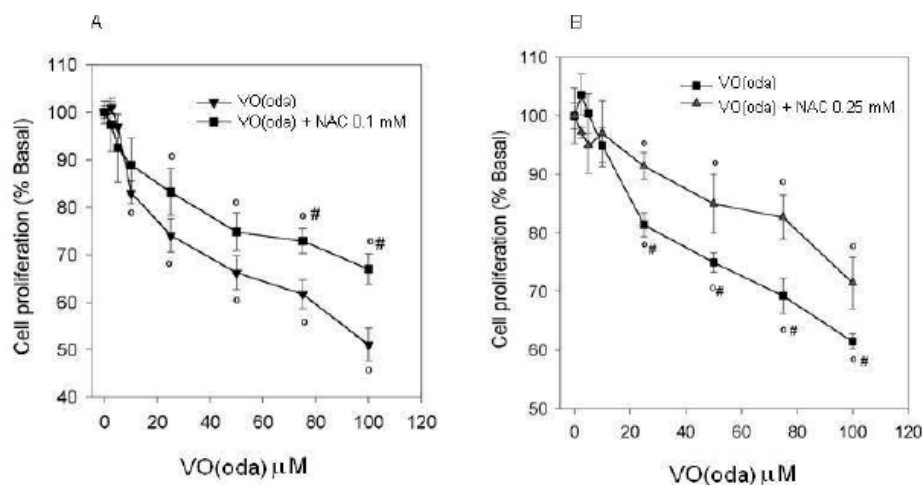 A
110
100
90
80
70
60
50
40
Cell proliferation (% Basal)
VO(oda)
VO(oda) + NAC 0.1 mM
o
o
o
o #
o #
o
o
o
o
o
0 20 40 60 80 100 120
VO(oda) μM
B
110
100
90
80
70
60
50
Cell proliferation (% Basal)
VO(oda)
VO(oda) + NAC 0.25 mM
o
o
o
o
o #
o #
o #
o #
0 20 40 60 80 100 120
VO(oda) μM